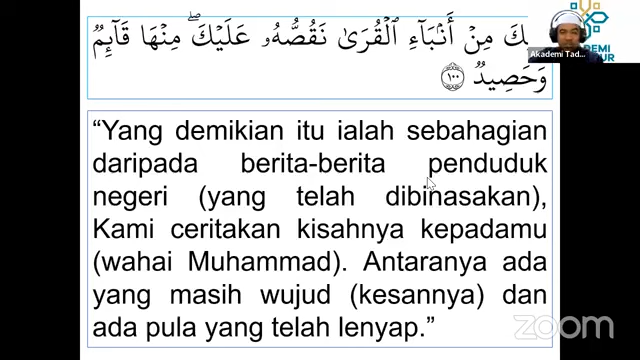 مِنْ أَنۢبَآءِ ٱلْقُرَىٰ نَقُصُّهُۥ عَلَيْكَ ۖ مِنْهَا قَآئِمٌ
وَحَصِيدٌ ١٠٠
Akademi Tad...
“Yang demikian itu ialah sebahagian
daripada berita-berita penduduk
negeri (yang telah dibinasakan),
Kami ceritakan kisahnya kepadamu
(wahai Muhammad). Antaranya ada
yang masih wujud (kesannya) dan
ada pula yang telah lenyap.”
zoom